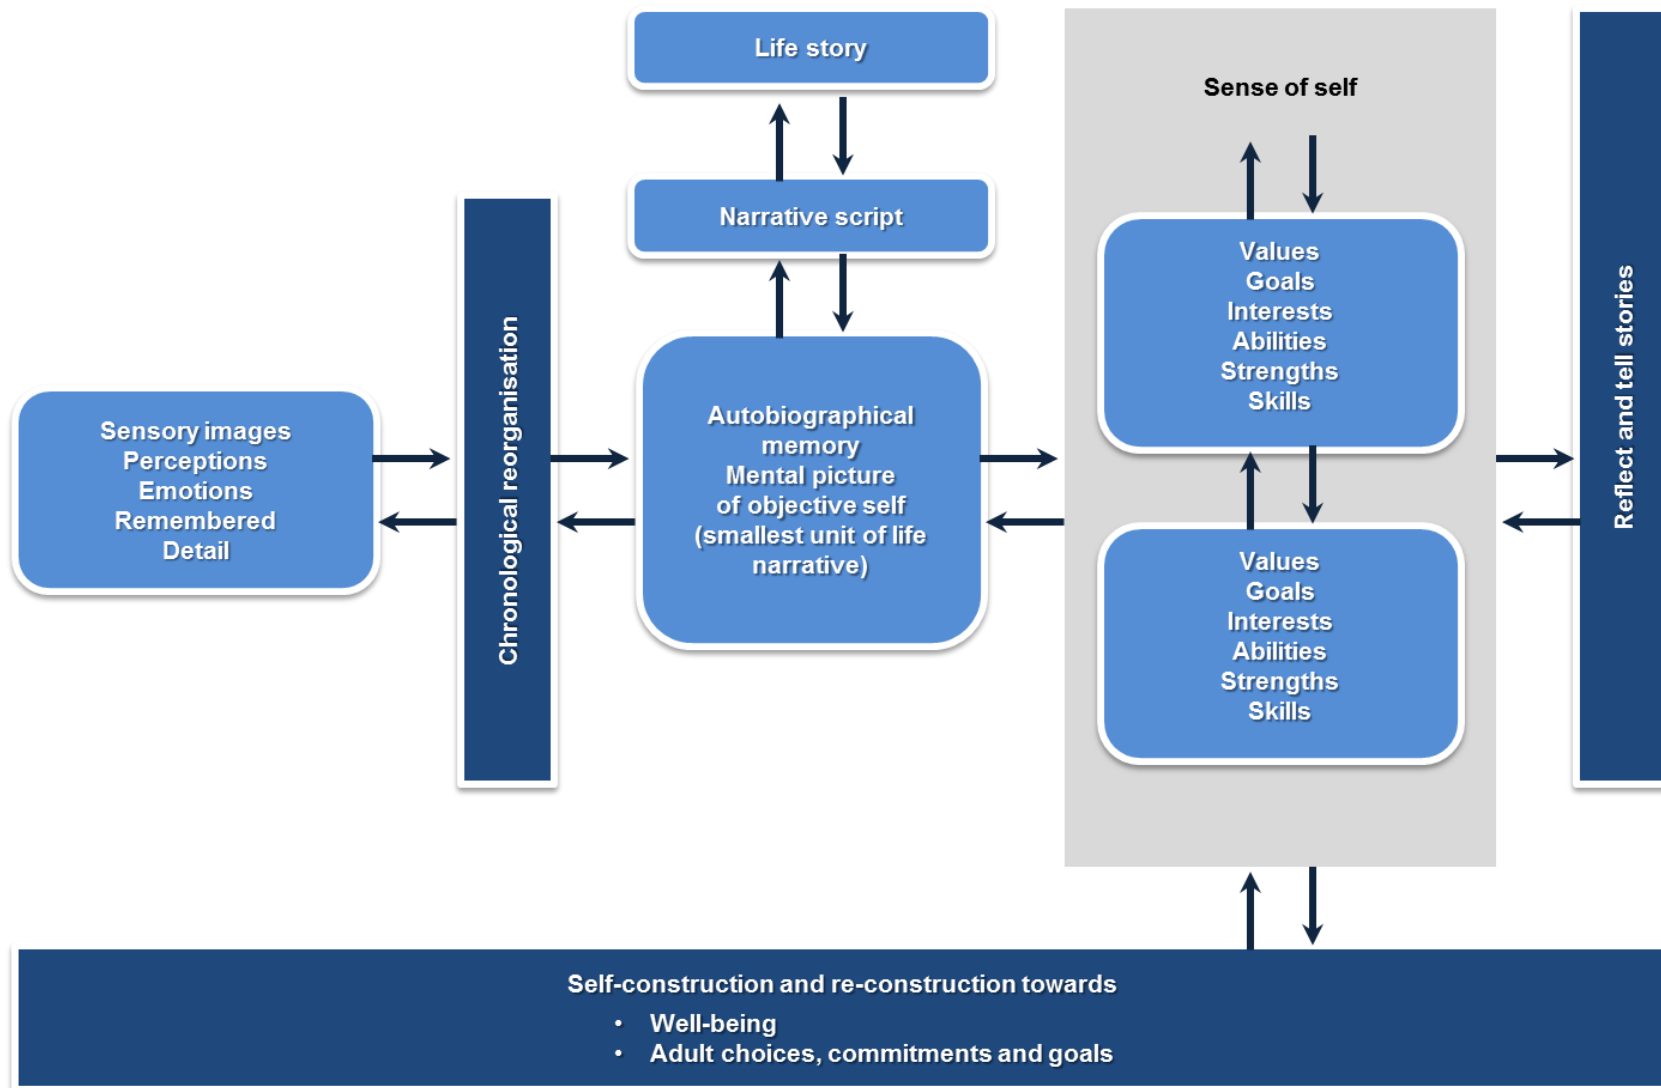 Life story
Narrative script
Sensory images
Perceptions
Emotions
Remembered
Detail
Chronological reorganisation
Autobiographical
memory
Mental picture
of objective self
(smallest unit of life
narrative)
Sense of self
Values
Goals
Interests
Abilities
Strengths
Skills
Values
Goals
Interests
Abilities
Strengths
Skills
Reflect and tell stories
Self-construction and re-construction towards
• Well-being
• Adult choices, commitments and goals